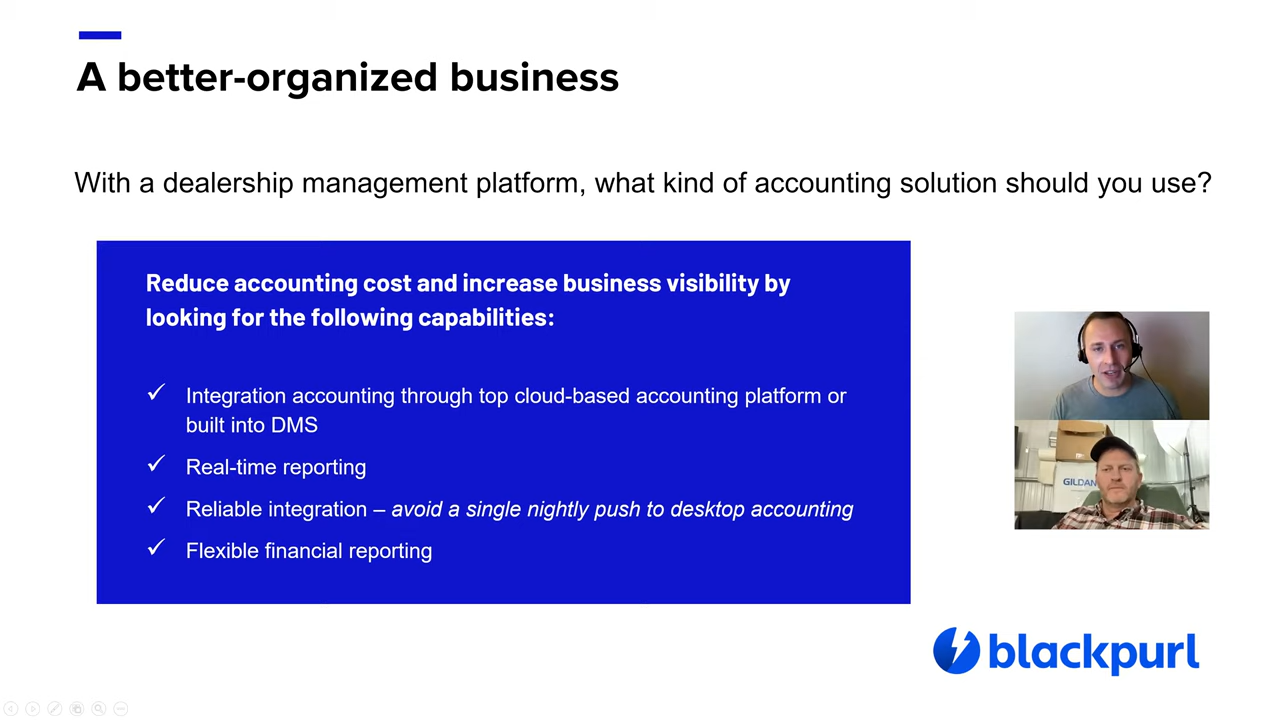 A better-organized business
With a dealership management platform, what kind of accounting solution should you use?
Reduce accounting cost and increase business visibility by
looking for the following capabilities:
✓ Integration accounting through top cloud-based accounting platform or
built into DMS
✓ Real-time reporting
✓ Reliable integration – avoid a single nightly push to desktop accounting
✓ Flexible financial reporting
GILDAN
blackpurl